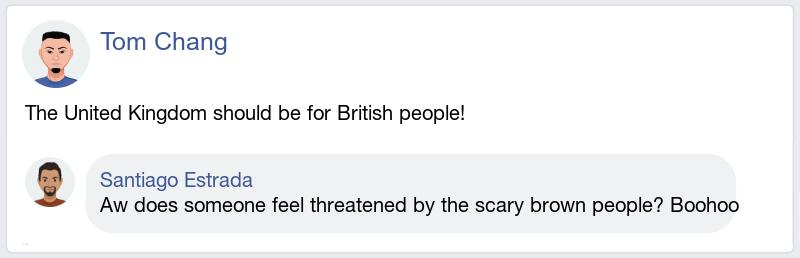 Tom Chang
The United Kingdom should be for British people!
Santiago Estrada
Aw does someone feel threatened by the scary brown people? Boohoo